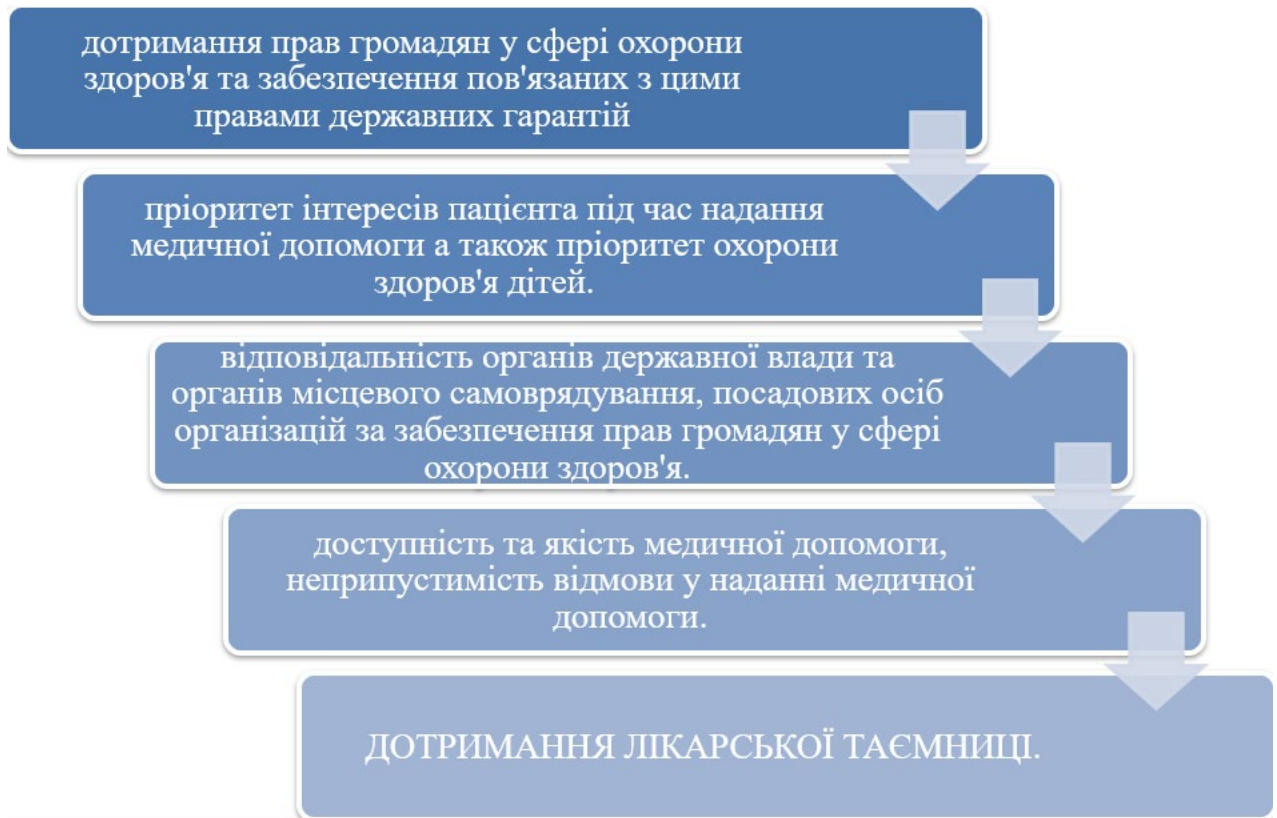 дотримання прав громадян у сфері охорони
здоров'я та забезпечення пов'язаних з цими
правами державних гарантій
пріоритет інтересів пацієнта під час надання
медичної допомоги а також пріоритет охорони
здоров'я дітей.
відповідальність органів державної влади та
органів місцевого самоврядування, посадових осіб
організацій за забезпечення прав громадян у сфері
охорони здоров'я.
доступність та якість медичної допомоги,
неприпустимість відмови у наданні медичної
допомоги.
ДОТРИМАННЯ ЛІКАРСЬКОЇ ТАЄМНИЦІ.